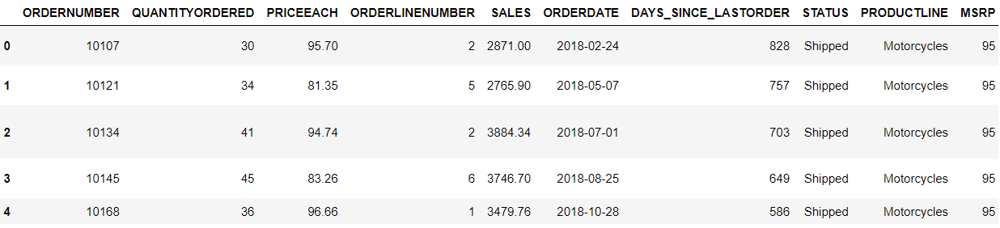 ORDERNUMBER QUANTITYORDERED PRICEEACH ORDERLINENUMBER SALES ORDERDATE DAYS_SINCE_LASTORDER STATUS PRODUCTLINE MSRP
0 10107 30 95.70 2 2871.00 2018-02-24 828 Shipped Motorcycles 95
1 10121 34 81.35 5 2765.90 2018-05-07 757 Shipped Motorcycles 95
2 10134 41 94.74 2 3884.34 2018-07-01 703 Shipped Motorcycles 95
3 10145 45 83.26 6 3746.70 2018-08-25 649 Shipped Motorcycles 95
4 10168 36 96.66 1 3479.76 2018-10-28 586 Shipped Motorcycles 95